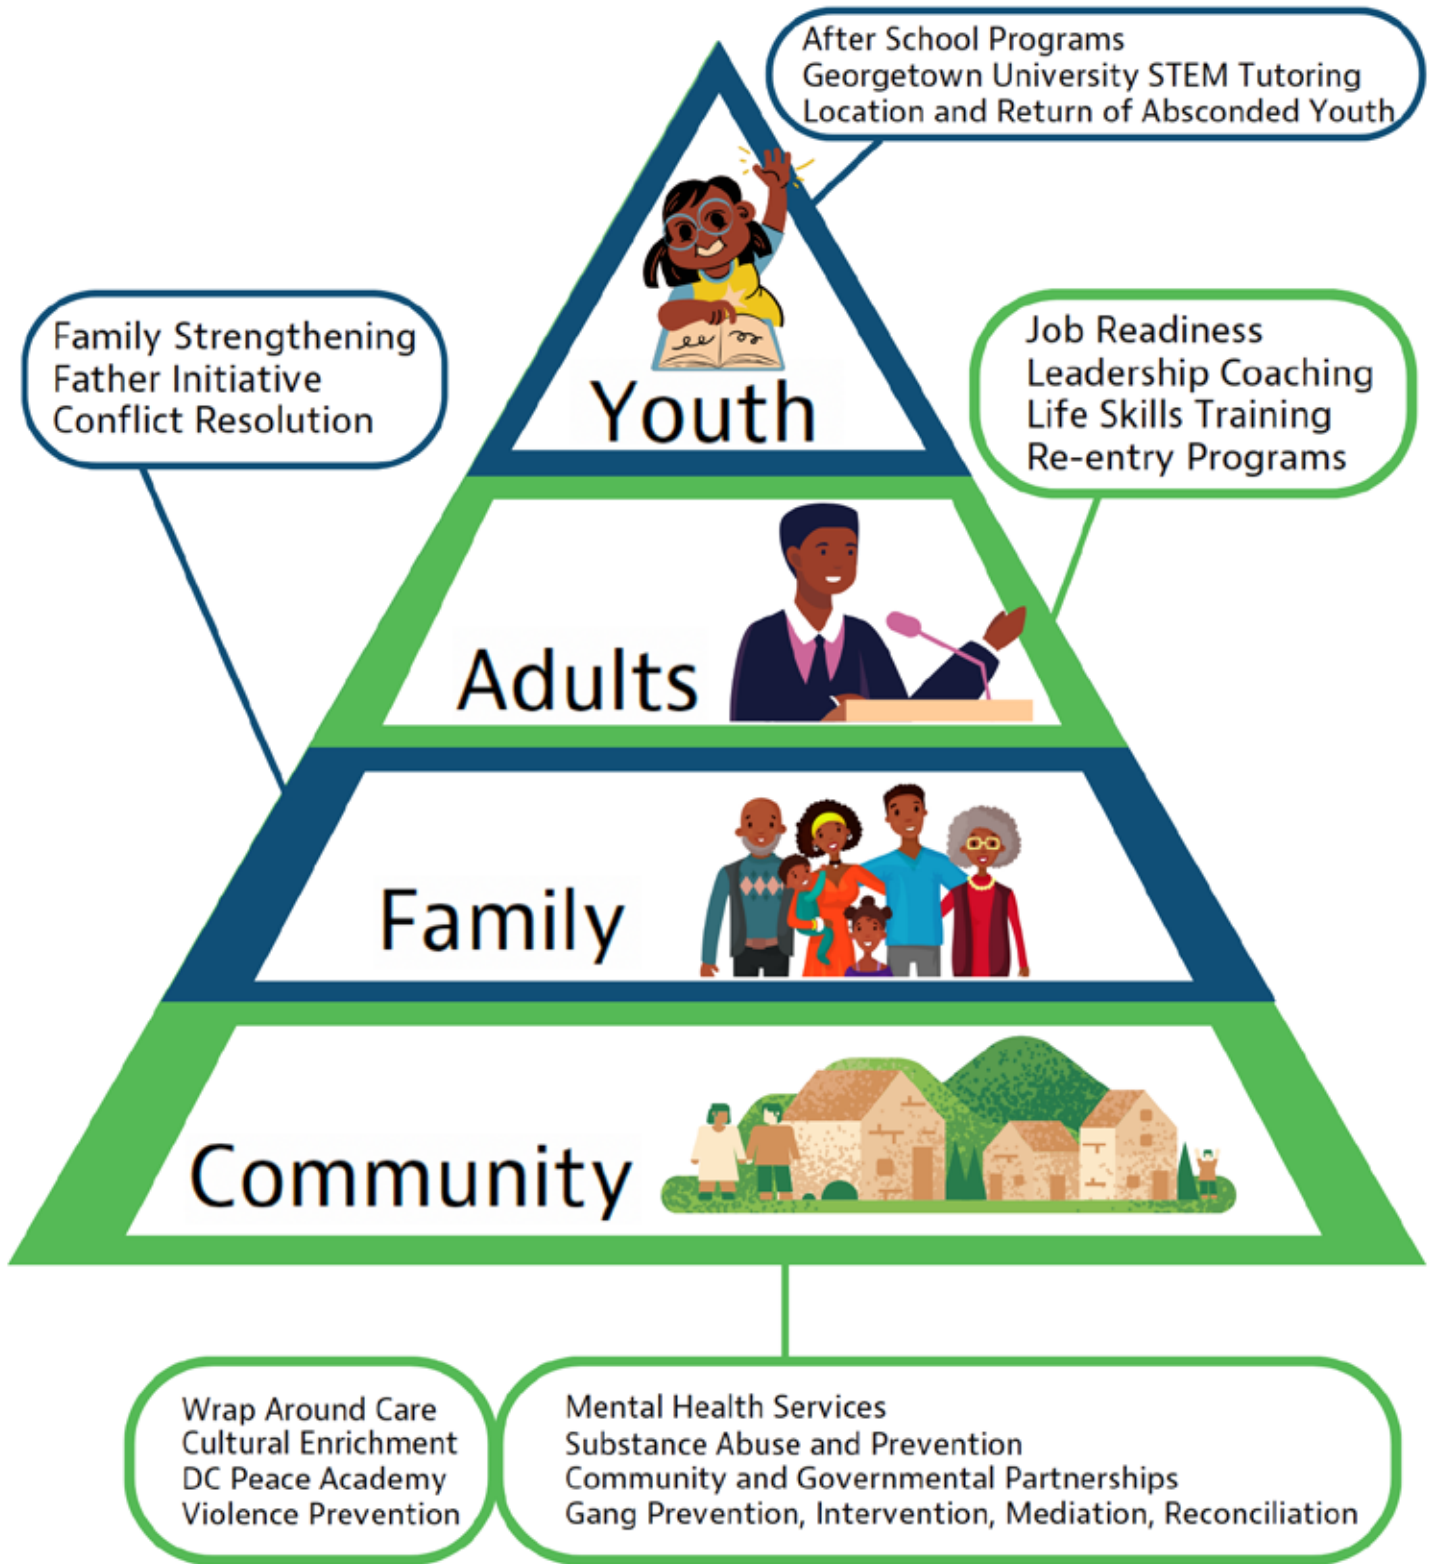 After School Programs
Georgetown University STEM Tutoring
Location and Return of Absconded Youth
Family Strengthening
Father Initiative
Conflict Resolution
Job Readiness
Leadership Coaching
Life Skills Training
Re-entry Programs
Youth
Adults
Family
Community
Wrap Around Care
Cultural Enrichment
DC Peace Academy
Violence Prevention
Mental Health Services
Substance Abuse and Prevention
Community and Governmental Partnerships
Gang Prevention, Intervention, Mediation, Reconciliation